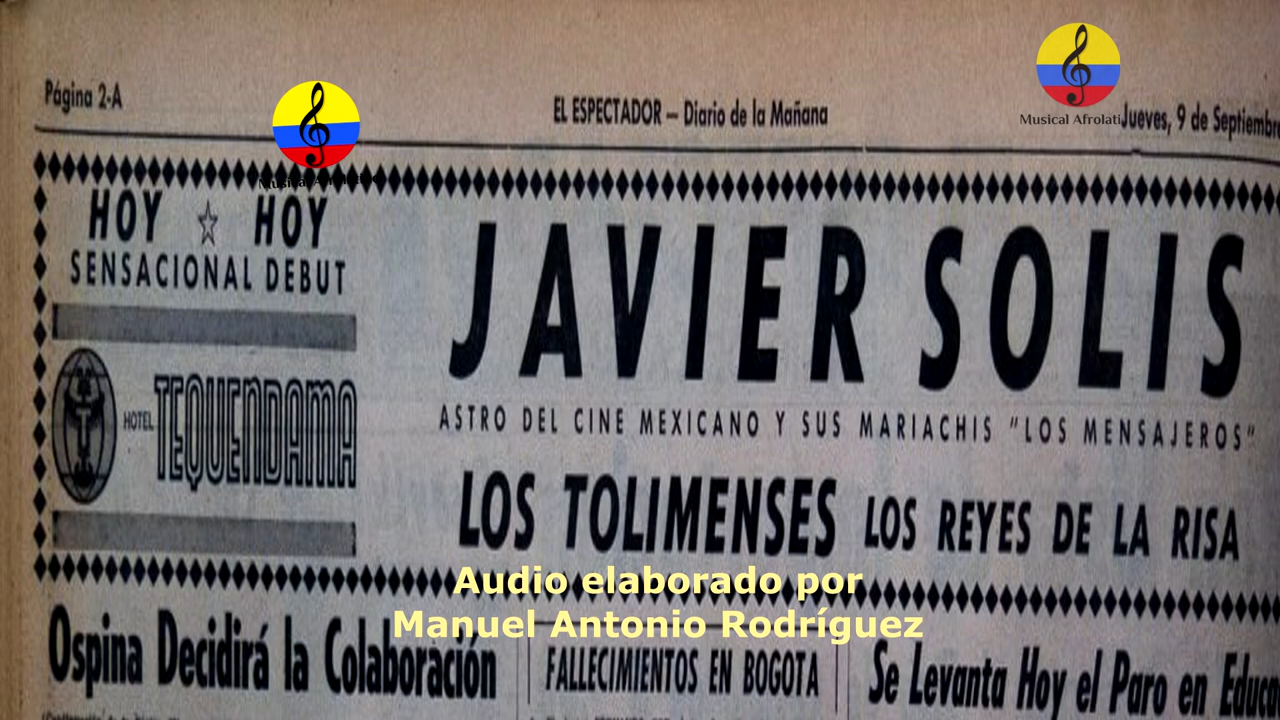 Musical Afrolati
Página 2-A
EL ESPECTADOR — Diario de la Mañana
Jueves, 9 de Septiembr
HOY ☆ HOY
SENSACIONAL DEBUT
HOTEL TEQUENDAMA
JAVIER SOLIS
ASTRO DEL CINE MEXICANO Y SUS MARIACHIS "LOS MENSAJEROS"
LOS TOLIMENSES LOS REYES DE LA RISA
Audio elaborado por
Manuel Antonio Rodríguez
Ospina Decidirá la Colaboración
FALLECIMIENTOS EN BOGOTA
Se Levanta Hoy el Paro en Educa